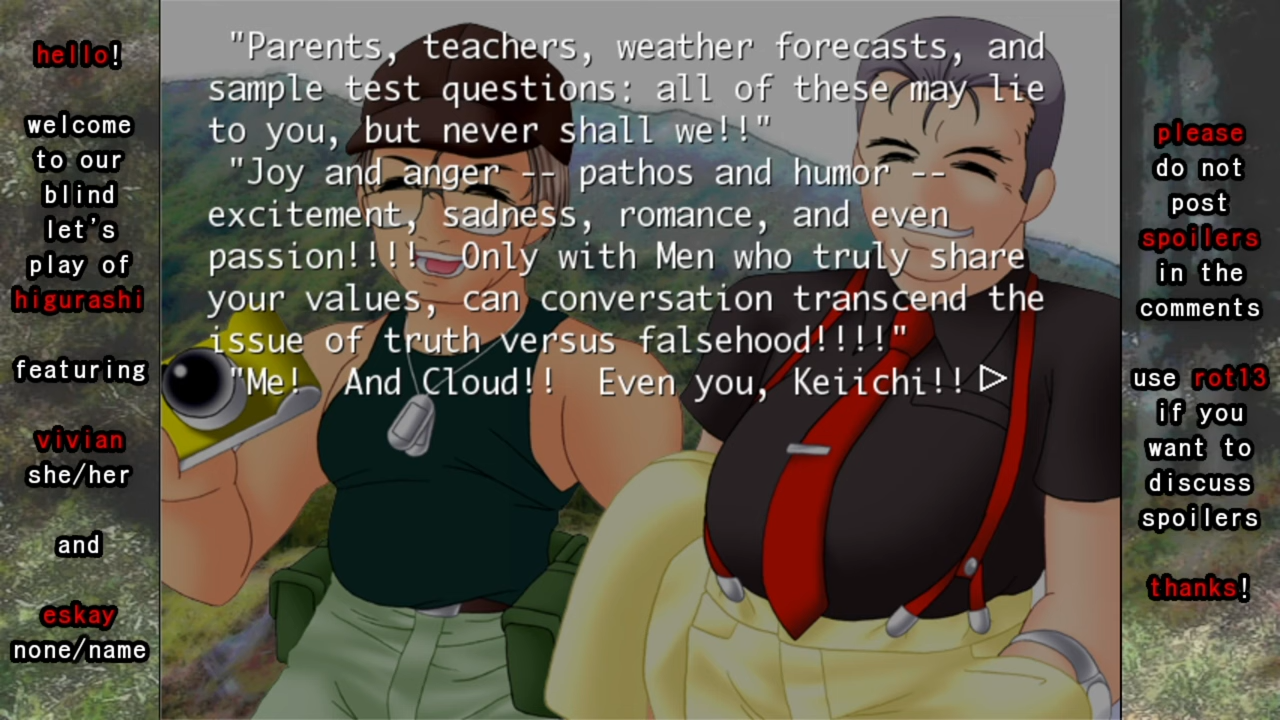 hello!
welcome
to our
blind
let's
play of
higurashi
featuring
vivian
she/her
and
eskay
none/name
"Parents, teachers, weather forecasts, and
sample test questions: all of these may lie
to you, but never shall we!!"
"Joy and anger -- pathos and humor --
excitement, sadness, romance, and even
passion!!!!  Only with Men who truly share
your values, can conversation transcend the
issue of truth versus falsehood!!!!"
"Me!  And Cloud!!  Even you, Keiichi!!
please
do not
post
spoilers
in the
comments
use rot13
if you
want to
discuss
spoilers
thanks!